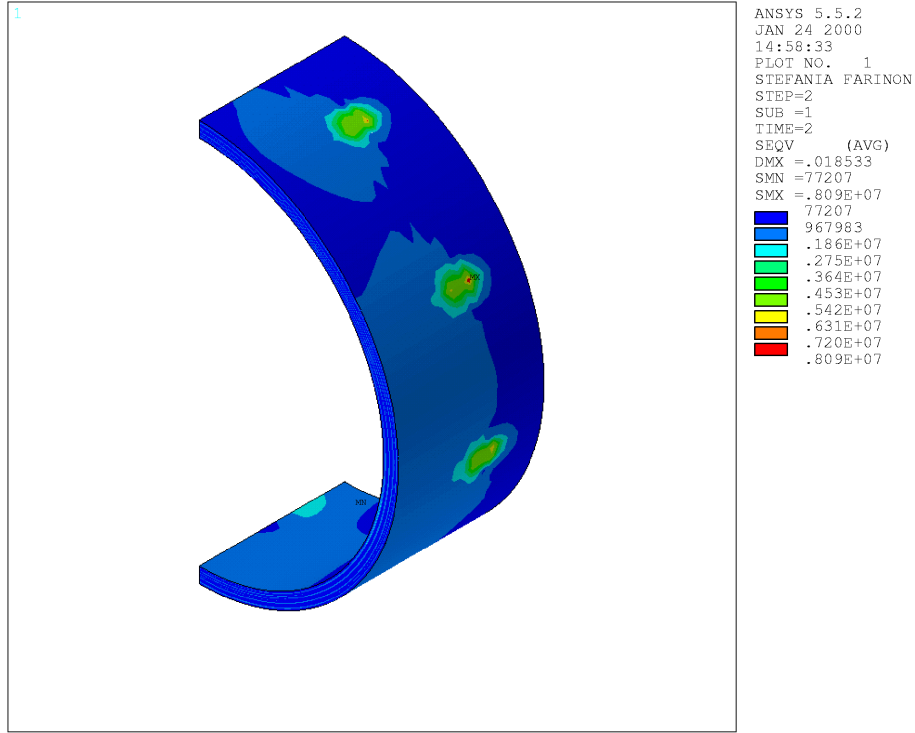 1
ANSYS 5.5.2
JAN 24 2000
14:58:33
PLOT NO. 1
STEFANIA FARINON
STEP=2
SUB =1
TIME=2
SEQV (AVG)
DMX =.018533
SMN =77207
SMX =.809E+07
77207
967983
.186E+07
.275E+07
.364E+07
.453E+07
.542E+07
.631E+07
.720E+07
.809E+07
MX
MN